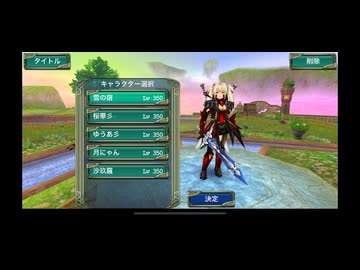 タイトル
削除
キャラクター選択
雪の宿 Lv 350
桜華彡 Lv 350
ゆうあ彡 Lv 350
月にゃん Lv 350
沙玖羅 Lv 350
決定